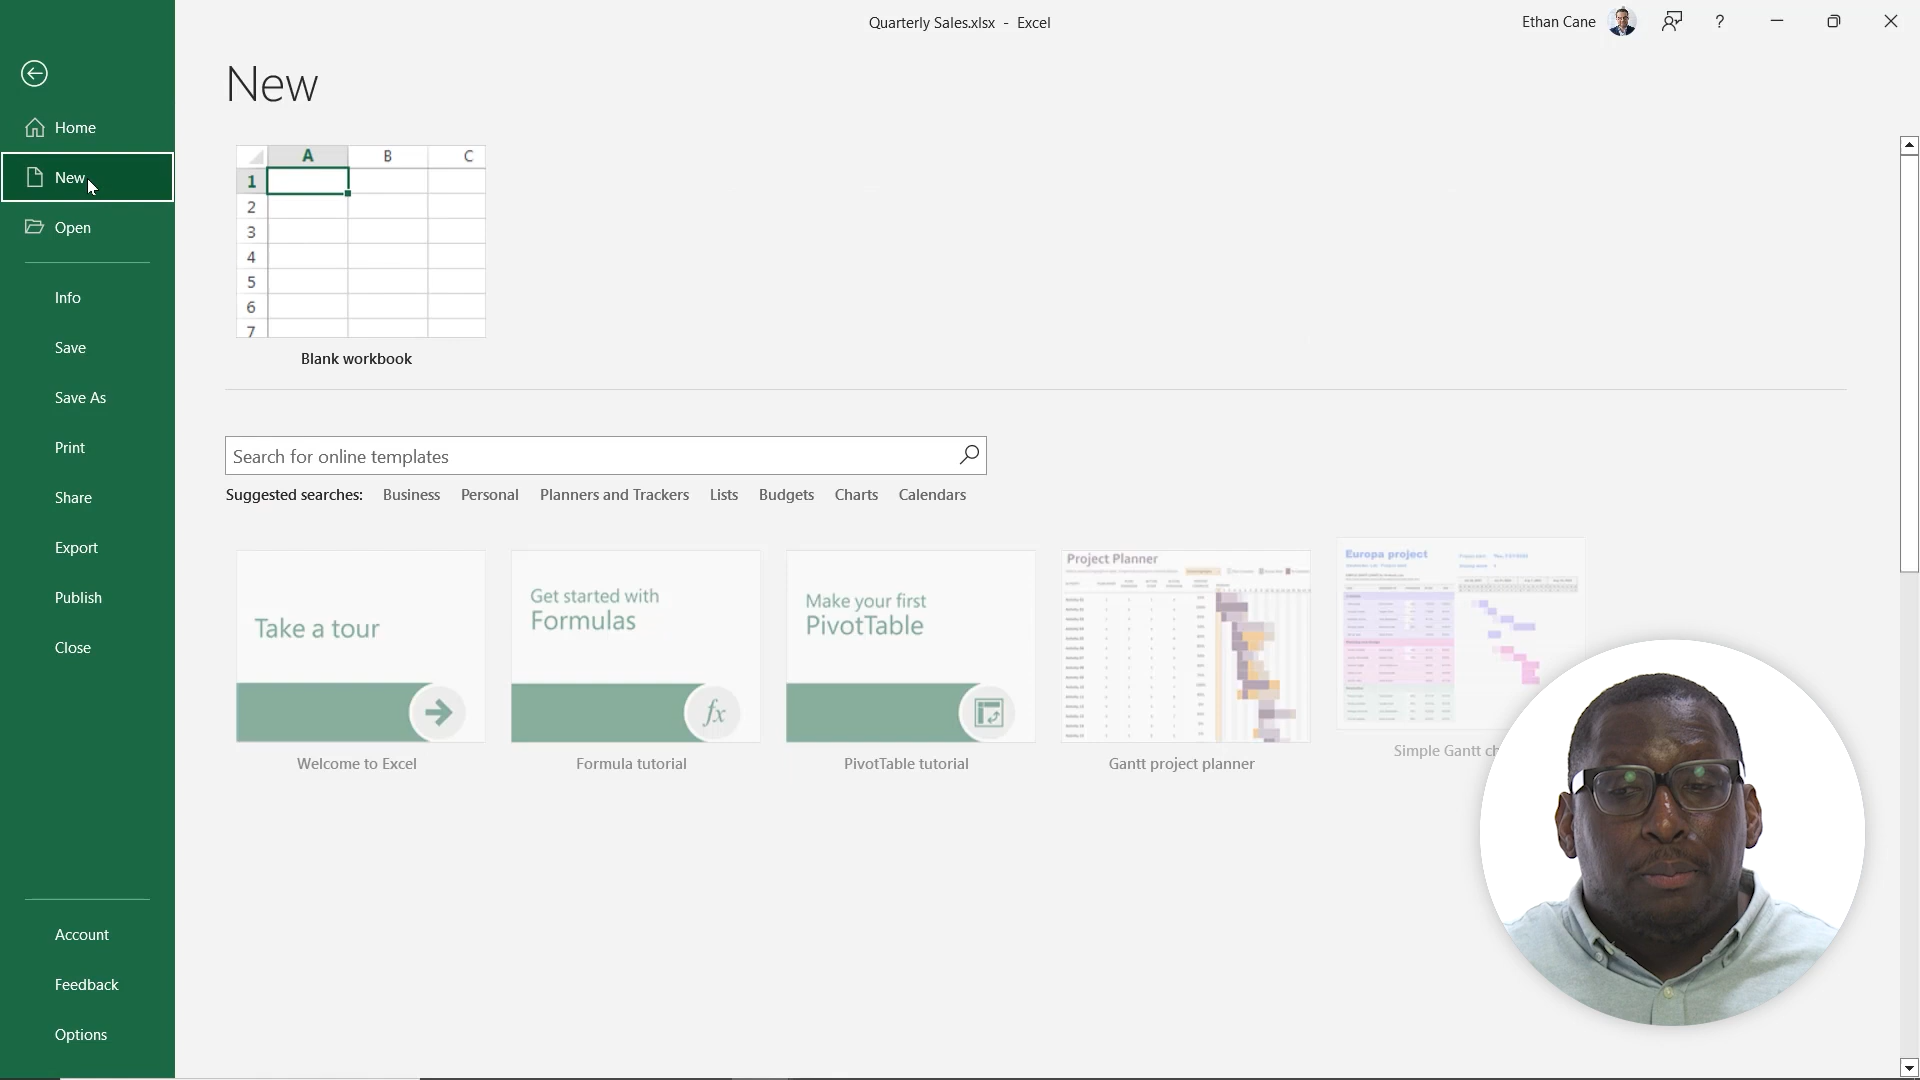 Quarterly Sales.xlsx - Excel
Ethan Cane
?
New
Home
New
Open
Info
Save
Save As
Print
Share
Export
Publish
Close
Account
Feedback
Options
A B C
1
2
3
4
5
6
7
Blank workbook
Search for online templates
Suggested searches: Business Personal Planners and Trackers Lists Budgets Charts Calendars
Take a tour
Welcome to Excel
Get started with
Formulas
fx
Formula tutorial
Make your first
PivotTable
PivotTable tutorial
Project Planner
Gantt project planner
Europa project
Simple Gantt